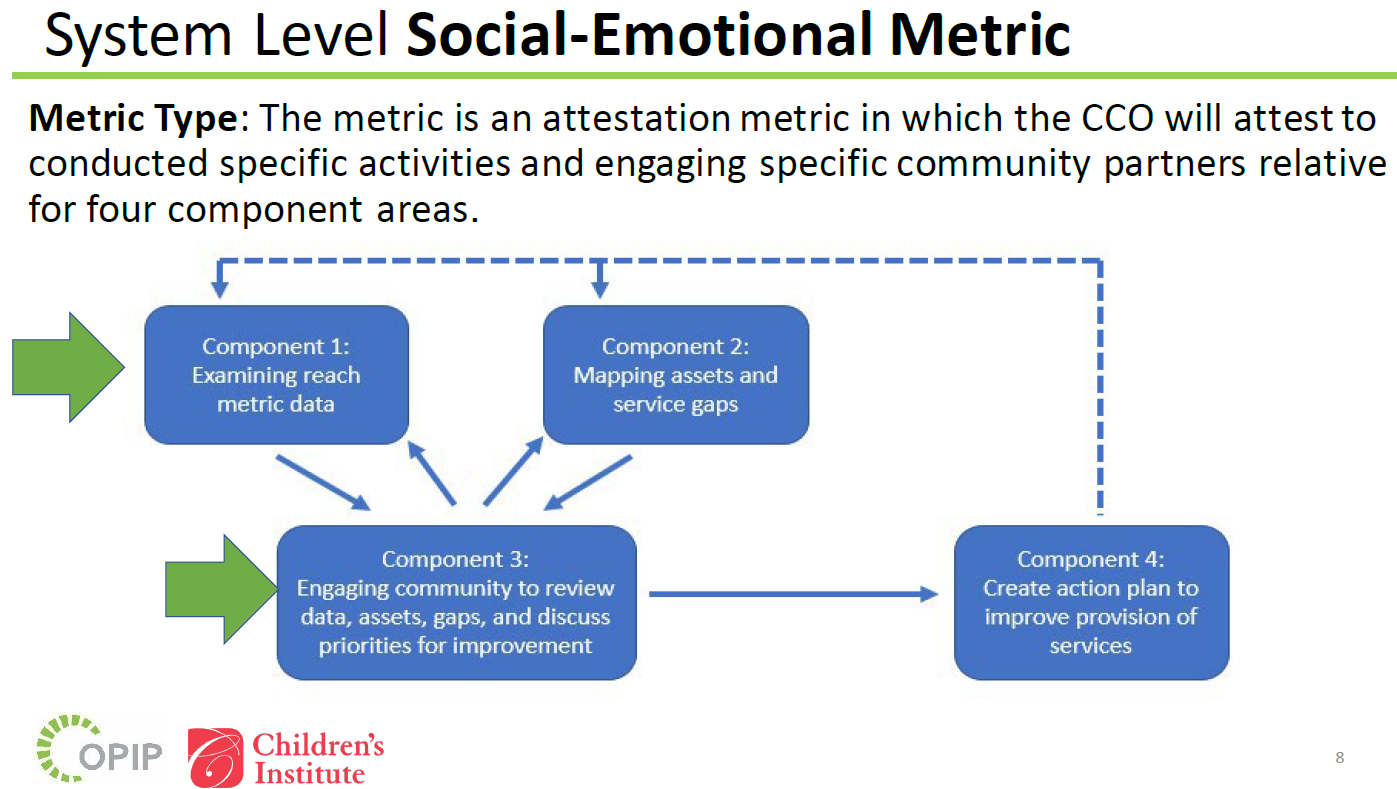 System Level Social-Emotional Metric
Metric Type: The metric is an attestation metric in which the CCO will attest to
conducted specific activities and engaging specific community partners relative
for four component areas.
Component 1:
Examining reach
metric data
Component 2:
Mapping assets and
service gaps
Component 3:
Engaging community to review
data, assets, gaps, and discuss
priorities for improvement
Component 4:
Create action plan to
improve provision of
services
OPIP
Children's
Institute
8